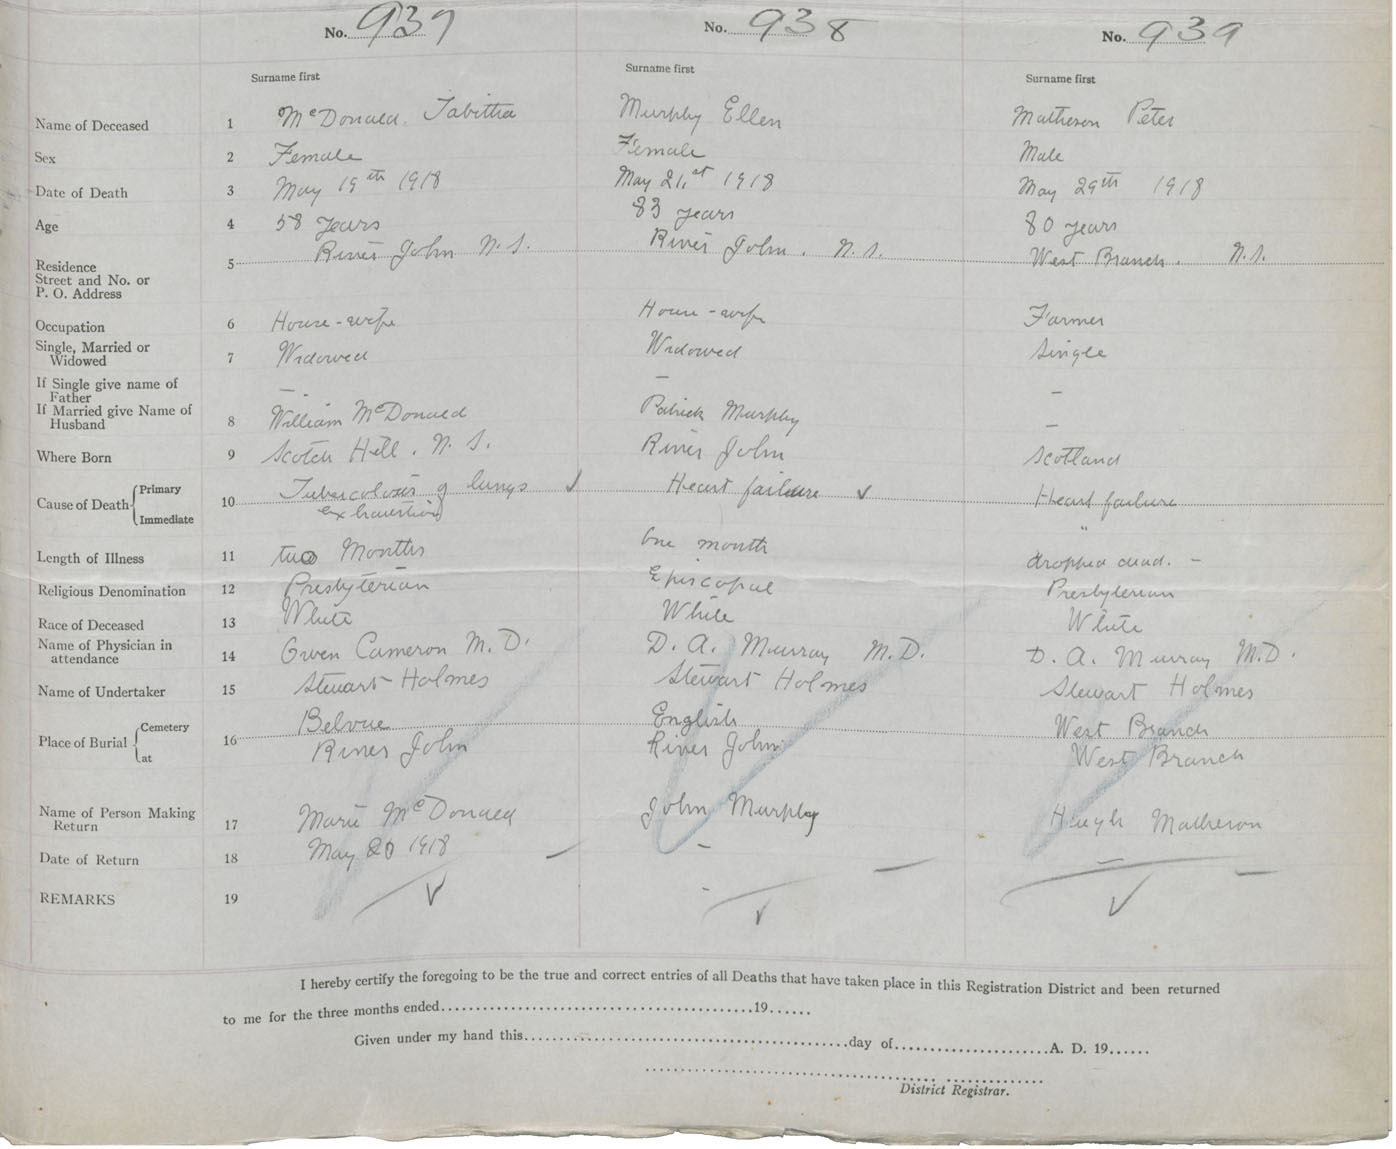 No. 937 No. 938 No. 939
Surname first Surname first Surname first
Name of Deceased 1 McDonald, Tabitha Murphy Ellen Matheson Peter
Sex 2 Female Female Male
Date of Death 3 May 19th 1918 May 21st 1918 May 29th 1918
Age 4 58 years 83 years 80 years
Residence 5 River John N.S. River John. N.S. West Branch. N.S.
Street and No. or
P. O. Address
Occupation 6 House-wife House-wife Farmer
Single, Married or
Widowed 7 Widowed Widowed Single
If Single give name of
Father — — —
If Married give Name of
Husband 8 William McDonald Patrick Murphy —
Where Born 9 Scotch Hill. N.S. River John Scotland
Cause of Death { Primary 10 Tuberculosis of lungs ✓ Heart failure ✓ Heart failure
Immediate exhaustion "
Length of Illness 11 two Months One month dropped dead. —
Religious Denomination 12 Presbyterian Episcopal Presbyterian
Race of Deceased 13 White White White
Name of Physician in
attendance 14 Owen Cameron M.D. D. A. Murray M.D. D. A. Murray M.D.
Name of Undertaker 15 Stewart Holmes Stewart Holmes Stewart Holmes
Place of Burial { Cemetery 16 Belvue English West Branch
at River John River John West Branch
Name of Person Making
Return 17 Marie McDonald John Murphy Hugh Matheson
Date of Return 18 May 20 1918 — — — — —
REMARKS 19 ✓ - ✓ ✓
I hereby certify the foregoing to be the true and correct entries of all Deaths that have taken place in this Registration District and been returned
to me for the three months ended..........19......
Given under my hand this..........day of..........A. D. 19......
District Registrar.